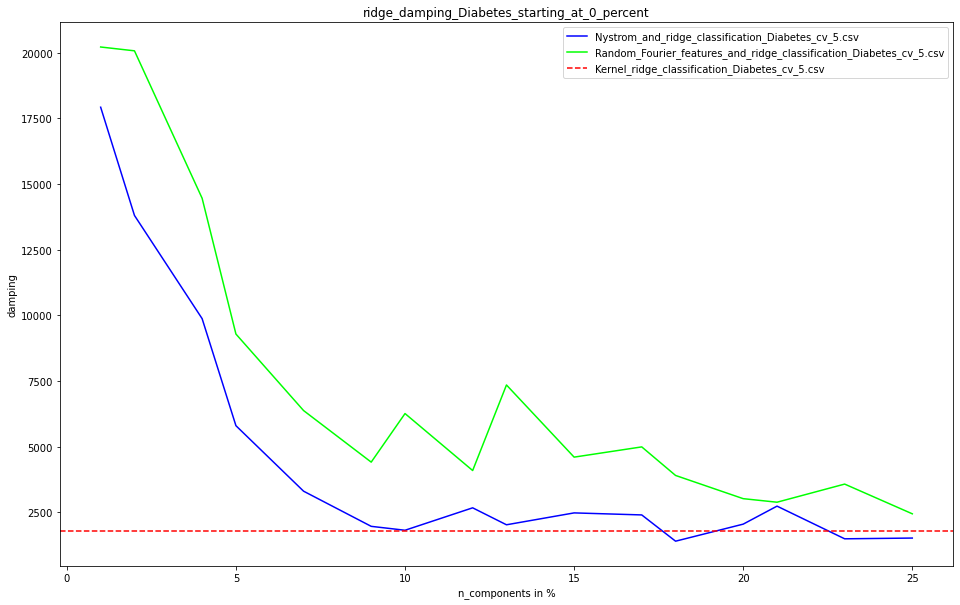 ridge_damping_Diabetes_starting_at_0_percent
Nystrom_and_ridge_classification_Diabetes_cv_5.csv
Random_Fourier_features_and_ridge_classification_Diabetes_cv_5.csv
Kernel_ridge_classification_Diabetes_cv_5.csv
20000
17500
15000
12500
10000
7500
5000
2500
damping
0 5 10 15 20 25
n_components in %